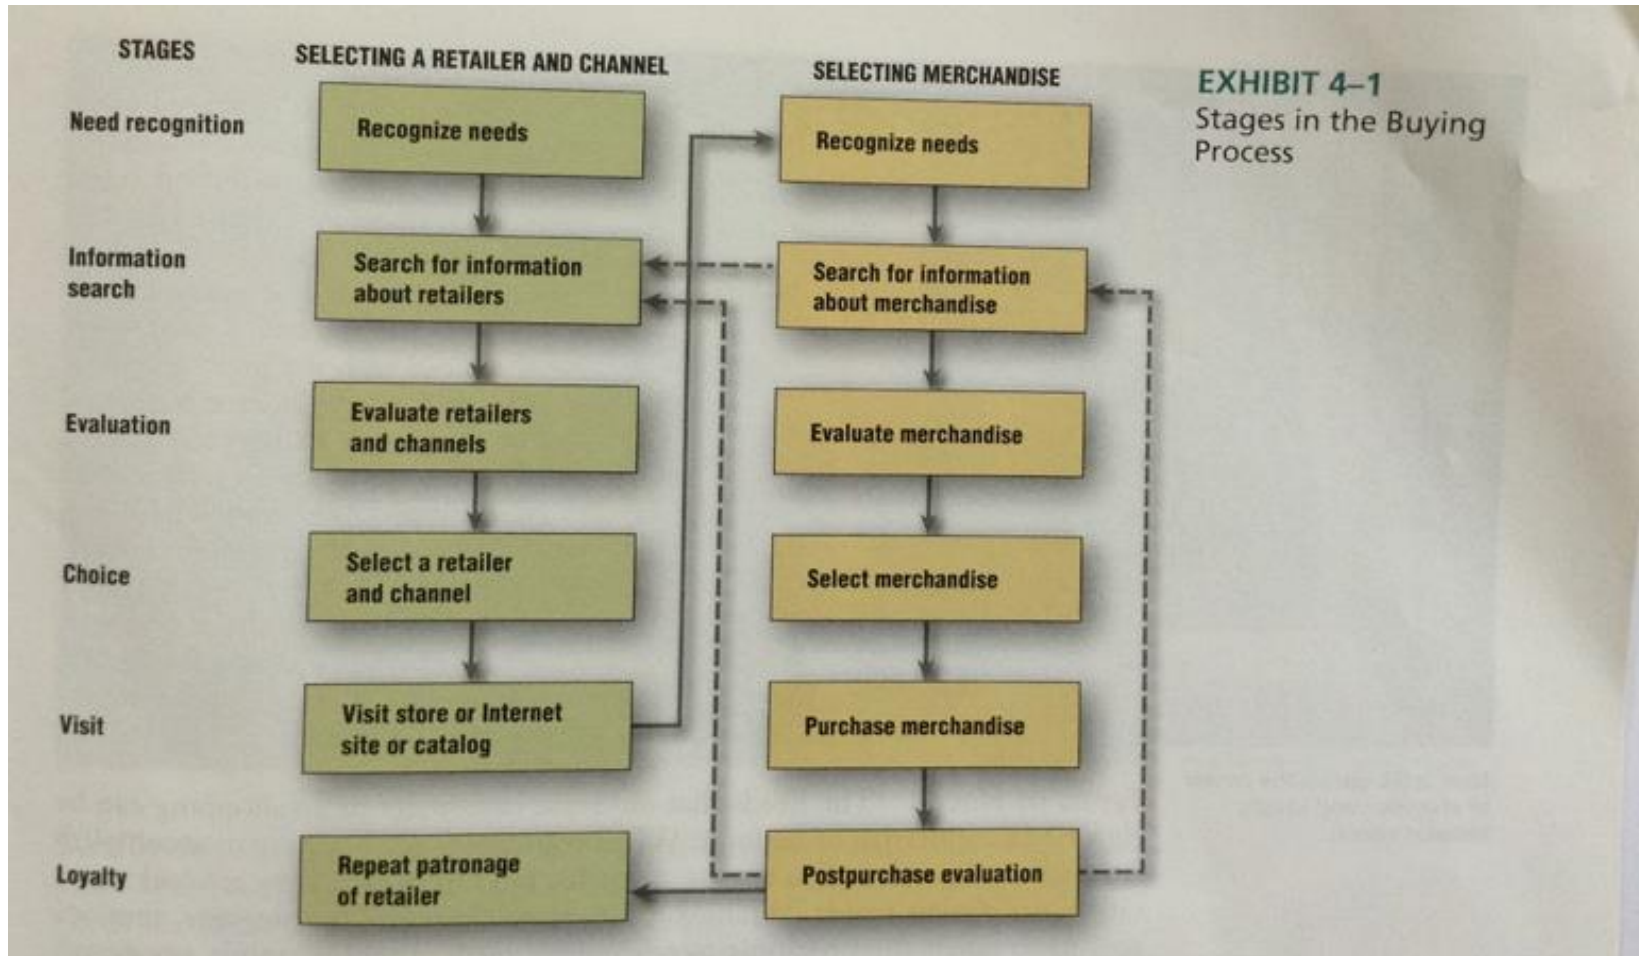 STAGES
SELECTING A RETAILER AND CHANNEL
SELECTING MERCHANDISE
EXHIBIT 4–1
Stages in the Buying
Process
Need recognition
Recognize needs
Recognize needs
Information
search
Search for information
about retailers
Search for information
about merchandise
Evaluation
Evaluate retailers
and channels
Evaluate merchandise
Choice
Select a retailer
and channel
Select merchandise
Visit
Visit store or Internet
site or catalog
Purchase merchandise
Loyalty
Repeat patronage
of retailer
Postpurchase evaluation